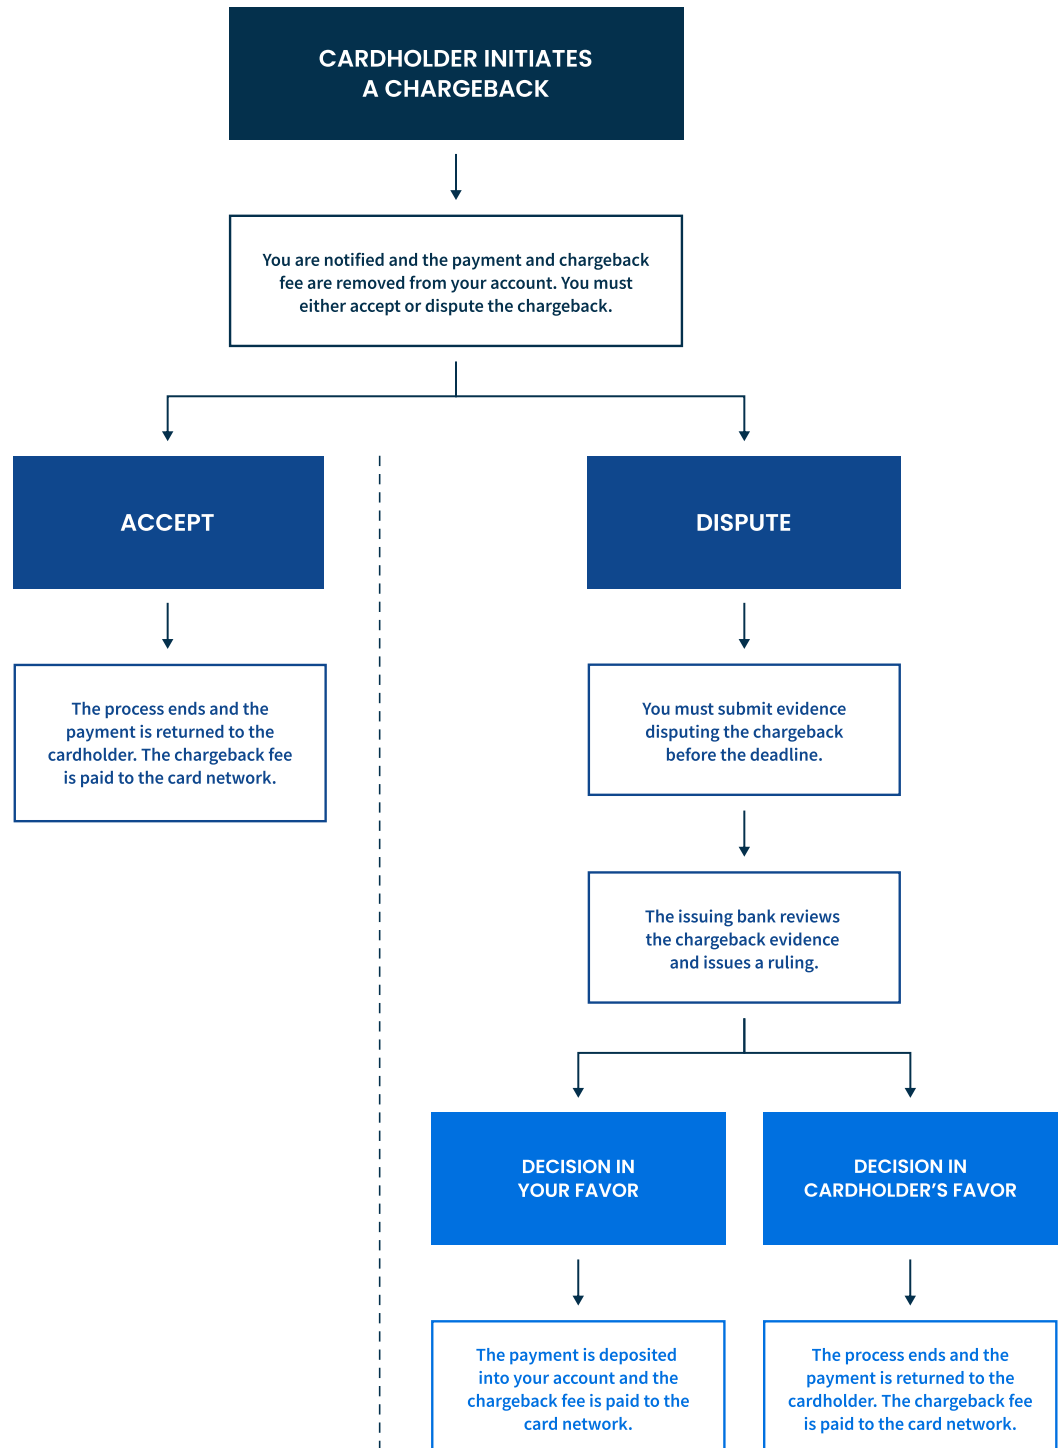 CARDHOLDER INITIATES
A CHARGEBACK
You are notified and the payment and chargeback
fee are removed from your account. You must
either accept or dispute the chargeback.
ACCEPT
The process ends and the
payment is returned to the
cardholder. The chargeback fee
is paid to the card network.
DISPUTE
You must submit evidence
disputing the chargeback
before the deadline.
The issuing bank reviews
the chargeback evidence
and issues a ruling.
DECISION IN
YOUR FAVOR
The payment is deposited
into your account and the
chargeback fee is paid to the
card network.
DECISION IN
CARDHOLDER’S FAVOR
The process ends and the
payment is returned to the
cardholder. The chargeback fee
is paid to the card network.